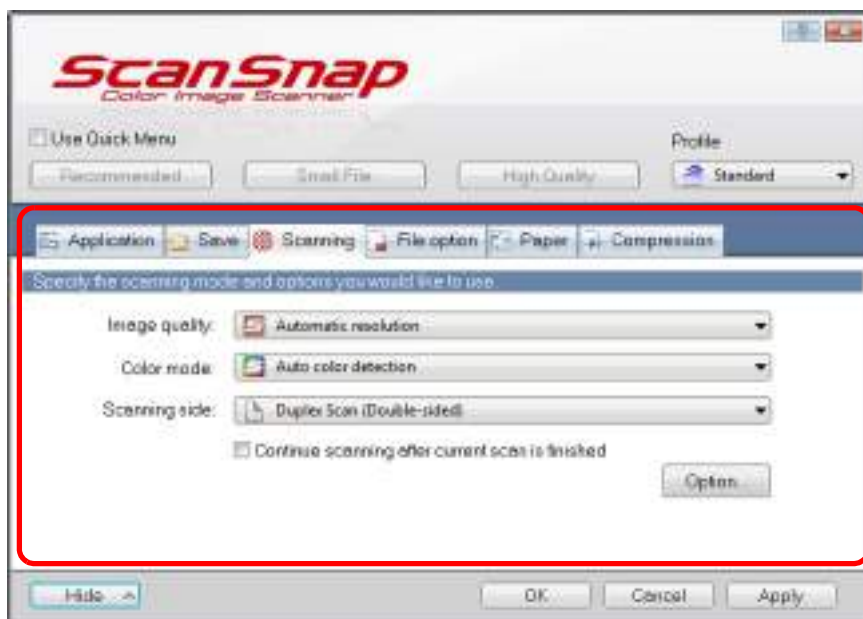 ScanSnap
Color Image Scanner
Use Quick Menu
Profile
Recommended Small File High Quality Standard
Application Save Scanning File option Paper Compression
Specify the scanning mode and options you would like to use.
Image quality: Automatic resolution
Color mode: Auto color detection
Scanning side: Duplex Scan (Double-sided)
Continue scanning after current scan is finished
Option...
Hide OK Cancel Apply